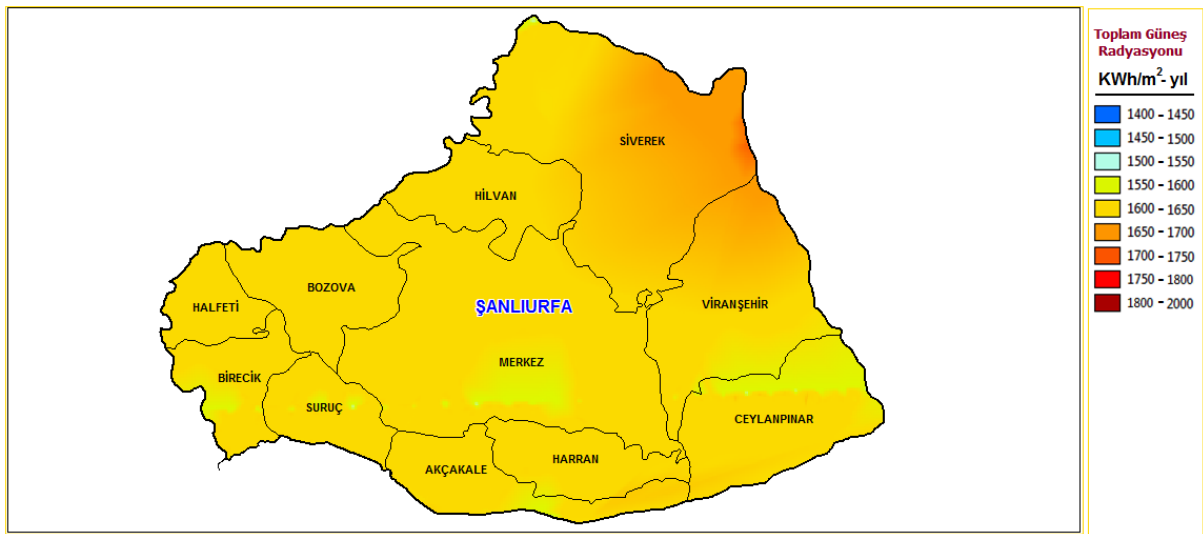 SİVEREK
HİLVAN
BOZOVA
HALFETİ
ŞANLIURFA
VİRANŞEHİR
MERKEZ
BİRECİK
SURUÇ
CEYLANPINAR
HARRAN
AKÇAKALE
Toplam Güneş
Radyasyonu
KWh/m²- yıl
1400 - 1450
1450 - 1500
1500 - 1550
1550 - 1600
1600 - 1650
1650 - 1700
1700 - 1750
1750 - 1800
1800 - 2000